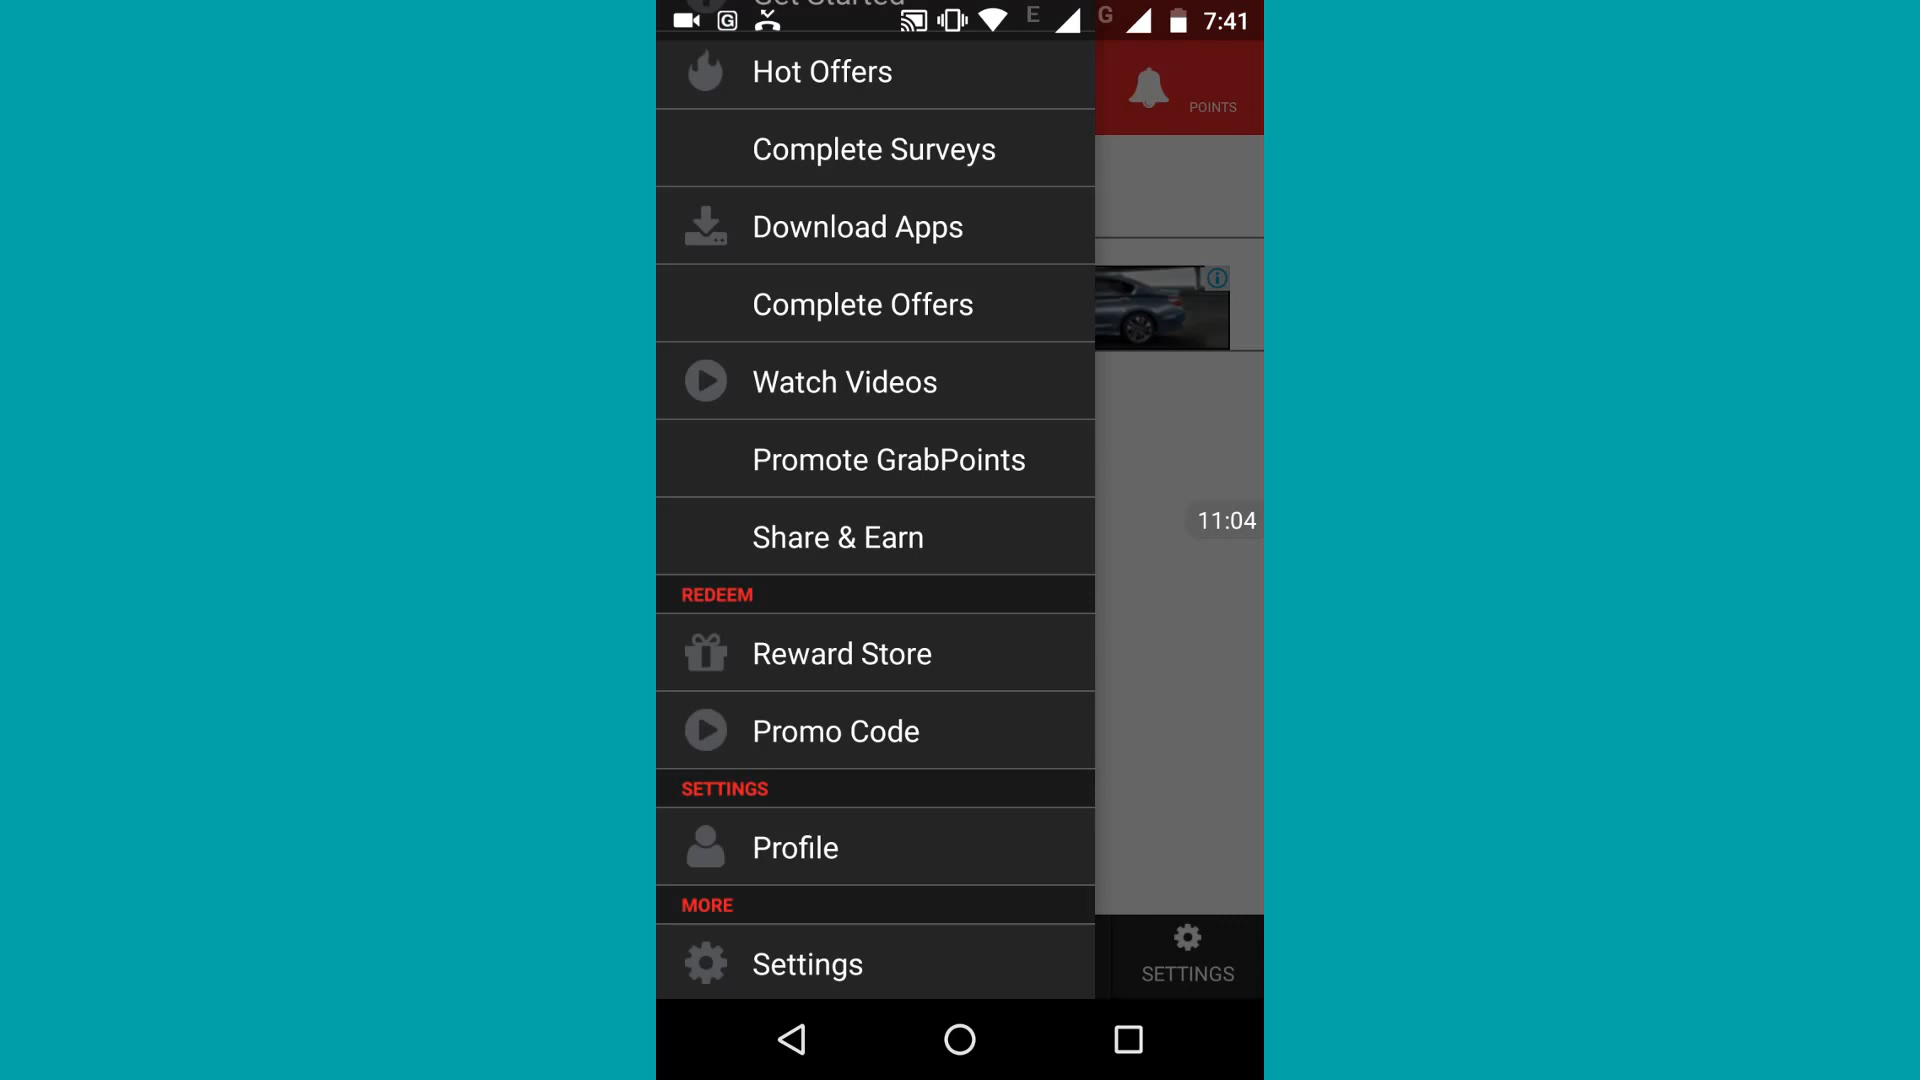 Get Started
G
E
G
7:41
Hot Offers
POINTS
Complete Surveys
Download Apps
Complete Offers
Watch Videos
Promote GrabPoints
11:04
Share & Earn
REDEEM
Reward Store
Promo Code
SETTINGS
Profile
MORE
Settings
SETTINGS